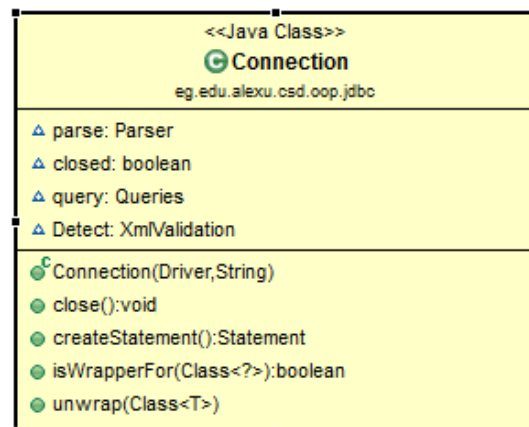 <<Java Class>>
Connection
eg.edu.alexu.csd.oop.jdbc
parse: Parser
closed: boolean
query: Queries
Detect: XmlValidation
Connection(Driver,String)
close():void
createStatement():Statement
isWrapperFor(Class<?>):boolean
unwrap(Class<T>)